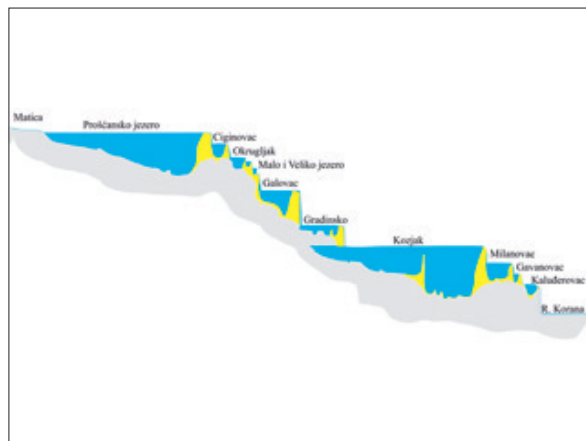 Matica
Prošćansko jezero
Ciginovac
Okrugljak
Malo i Veliko jezero
Galovac
Gradinsko
Kozjak
Milanovac
Gavanovac
Kaluđerovac
R. Korana